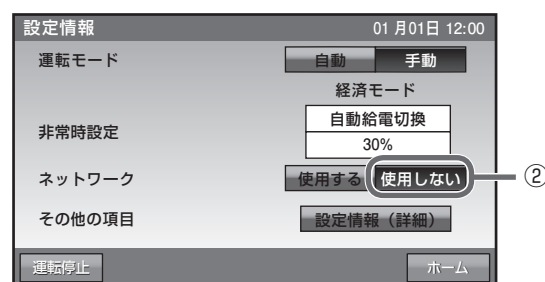 設定情報 01月01日 12:00
運転モード 自動 手動
経済モード
非常時設定 自動給電切換
30%
ネットワーク 使用する 使用しない ②
その他の項目 設定情報（詳細）
運転停止 ホーム